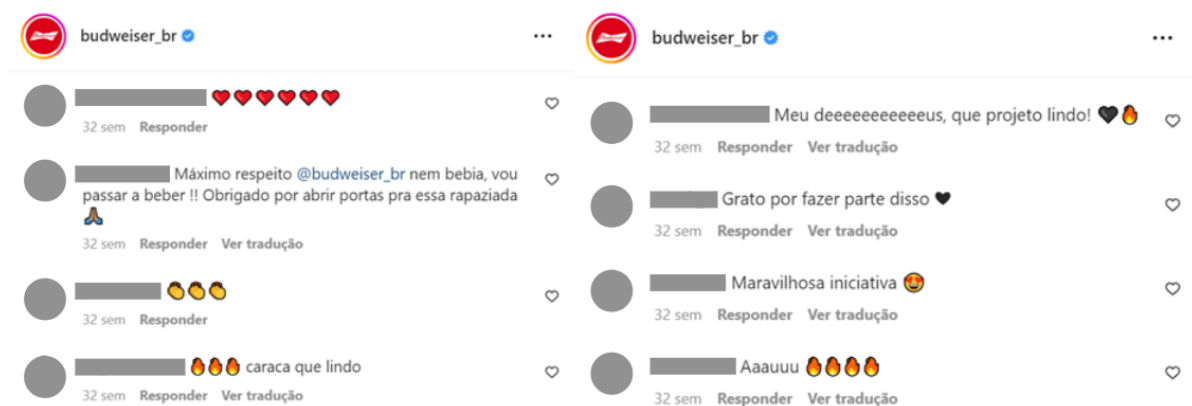 budweiser_br
...
❤❤❤❤❤❤
32 sem Responder
Máximo respeito @budweiser_br nem bebia, vou
passar a beber !! Obrigado por abrir portas pra essa rapaziada
🙏🏾
32 sem Responder Ver tradução
👏👏👏
32 sem Responder
🔥🔥🔥 caraca que lindo
32 sem Responder Ver tradução
budweiser_br
...
Meu deeeeeeeeeeeus, que projeto lindo! 🖤🔥
32 sem Responder Ver tradução
Grato por fazer parte disso 🖤
32 sem Responder Ver tradução
Maravilhosa iniciativa 😍
32 sem Responder Ver tradução
Aaauuu 🔥🔥🔥🔥
32 sem Responder Ver tradução